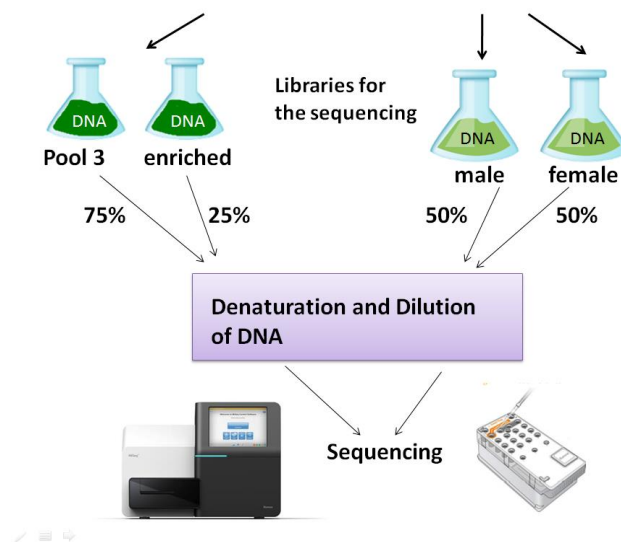 Libraries for
the sequencing
DNA
DNA
DNA
DNA
Pool 3
enriched
male
female
75%
25%
50%
50%
Denaturation and Dilution
of DNA
Sequencing